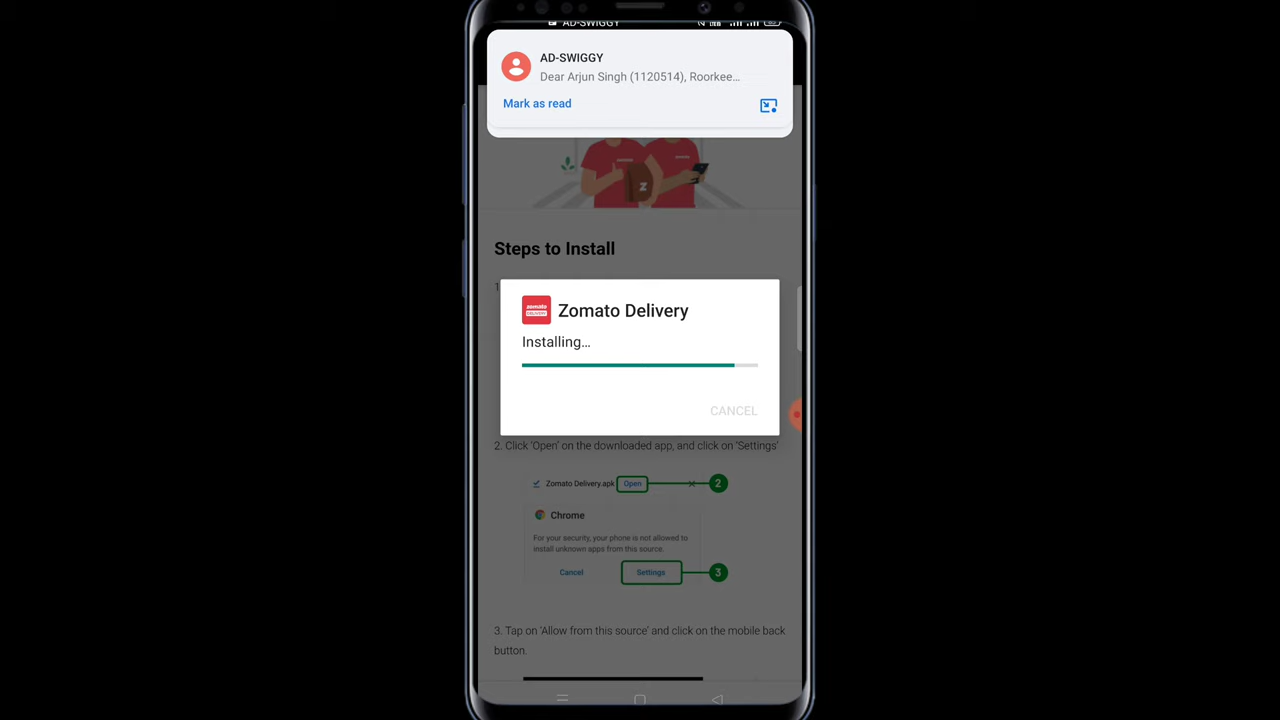 AD-SWIGGY
AD-SWIGGY
Dear Arjun Singh (1120514), Roorkee...
Mark as read
z
Steps to Install
1
zomato
DELIVERY
Zomato Delivery
Installing...
CANCEL
2. Click 'Open' on the downloaded app, and click on 'Settings'
Zomato Delivery.apk Open 2
Chrome
For your security, your phone is not allowed to
install unknown apps from this source.
Cancel Settings 3
3. Tap on 'Allow from this source' and click on the mobile back
button.